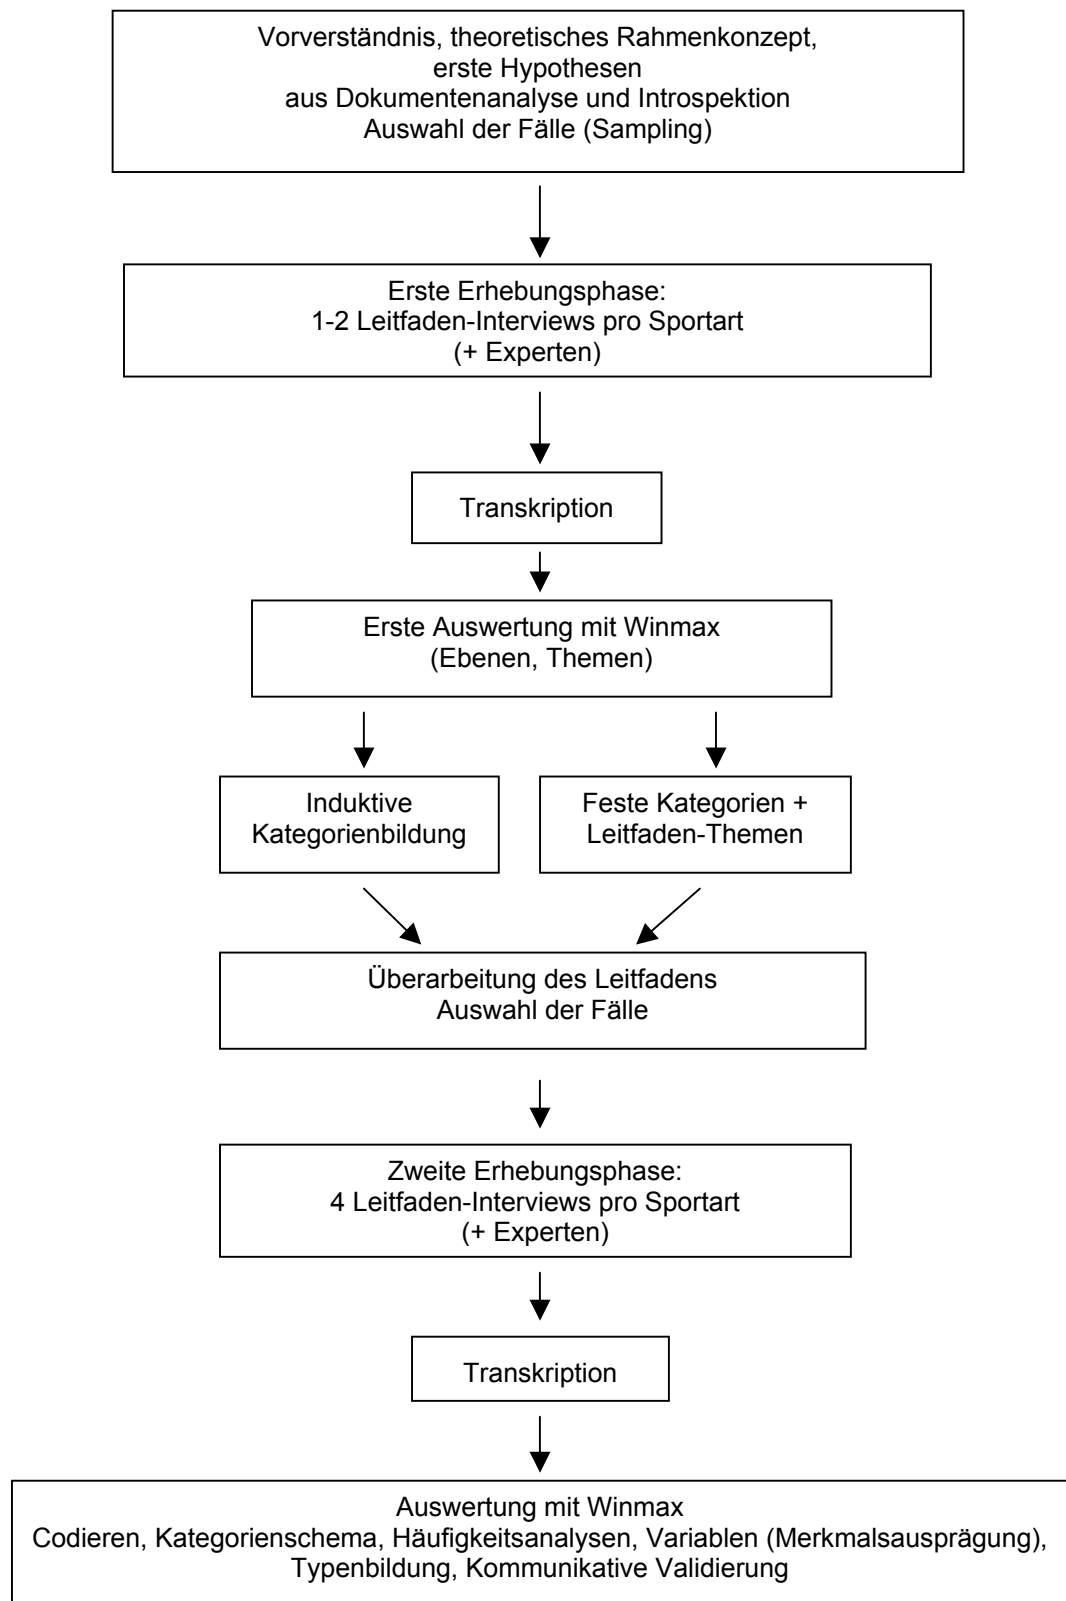 Vorverständnis, theoretisches Rahmenkonzept,
erste Hypothesen
aus Dokumentenanalyse und Introspektion
Auswahl der Fälle (Sampling)
Erste Erhebungsphase:
1-2 Leitfaden-Interviews pro Sportart
(+ Experten)
Transkription
Erste Auswertung mit Winmax
(Ebenen, Themen)
Induktive
Kategorienbildung
Feste Kategorien +
Leitfaden-Themen
Überarbeitung des Leitfadens
Auswahl der Fälle
Zweite Erhebungsphase:
4 Leitfaden-Interviews pro Sportart
(+ Experten)
Transkription
Auswertung mit Winmax
Codieren, Kategorienschema, Häufigkeitsanalysen, Variablen (Merkmalsausprägung),
Typenbildung, Kommunikative Validierung